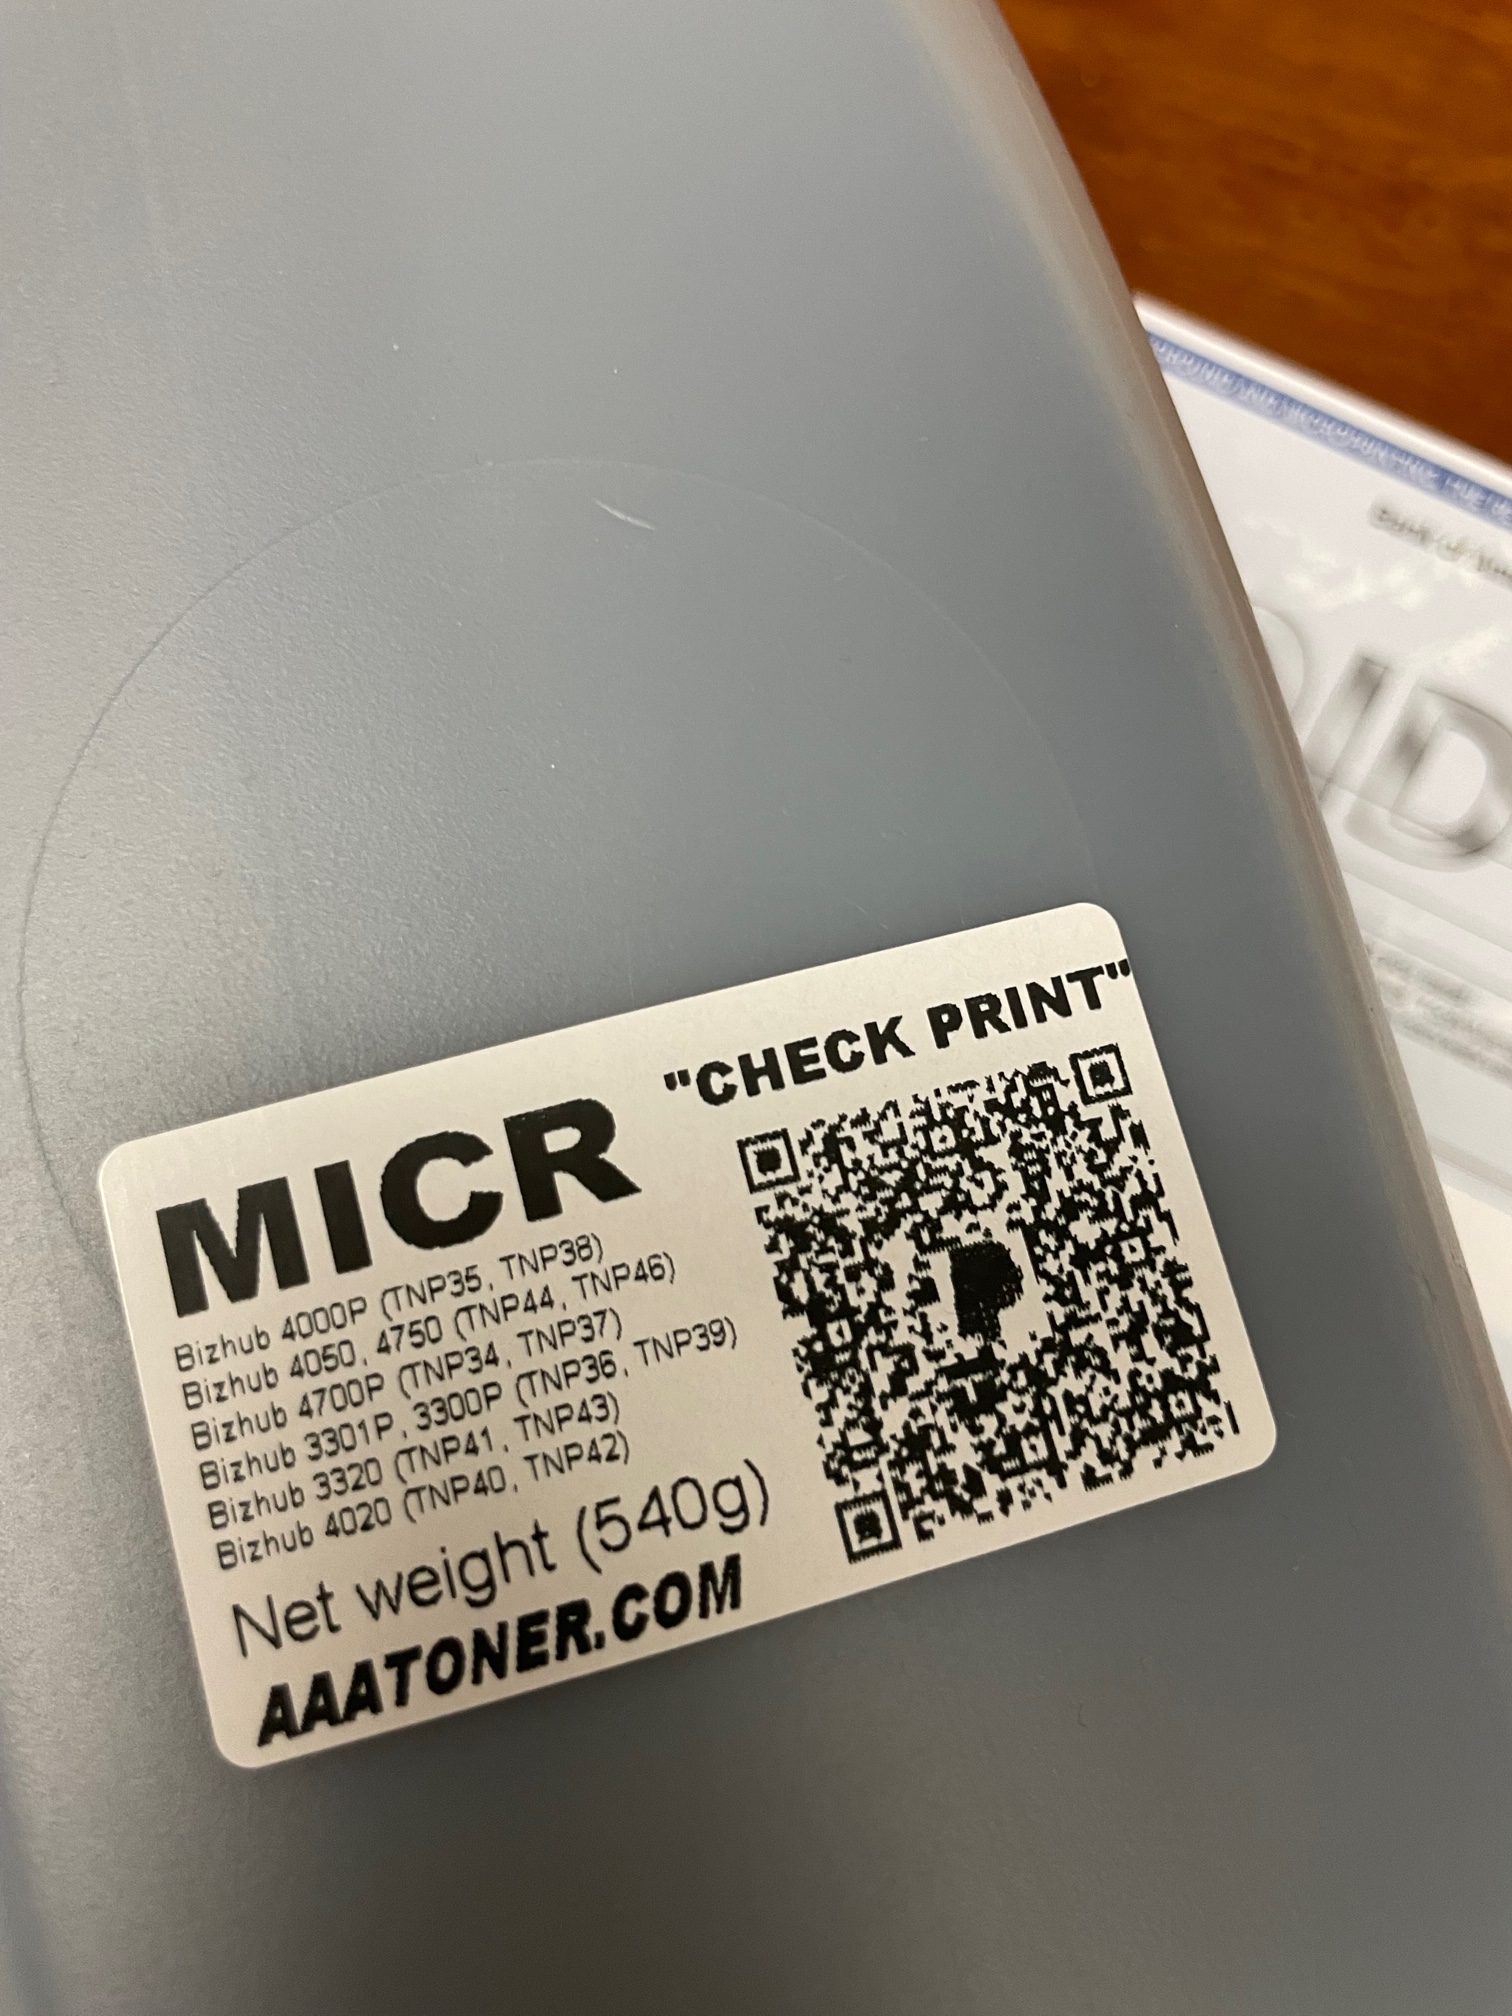 "CHECK PRINT"
MICR
Bizhub 4000P (TNP35, TNP38)
Bizhub 4050, 4750 (TNP44, TNP46)
Bizhub 4700P (TNP34, TNP37)
Bizhub 3301P, 3300P (TNP36, TNP39)
Bizhub 3320 (TNP41, TNP43)
Bizhub 4020 (TNP40, TNP42)
Net weight (540g)
AAATONER.COM
P